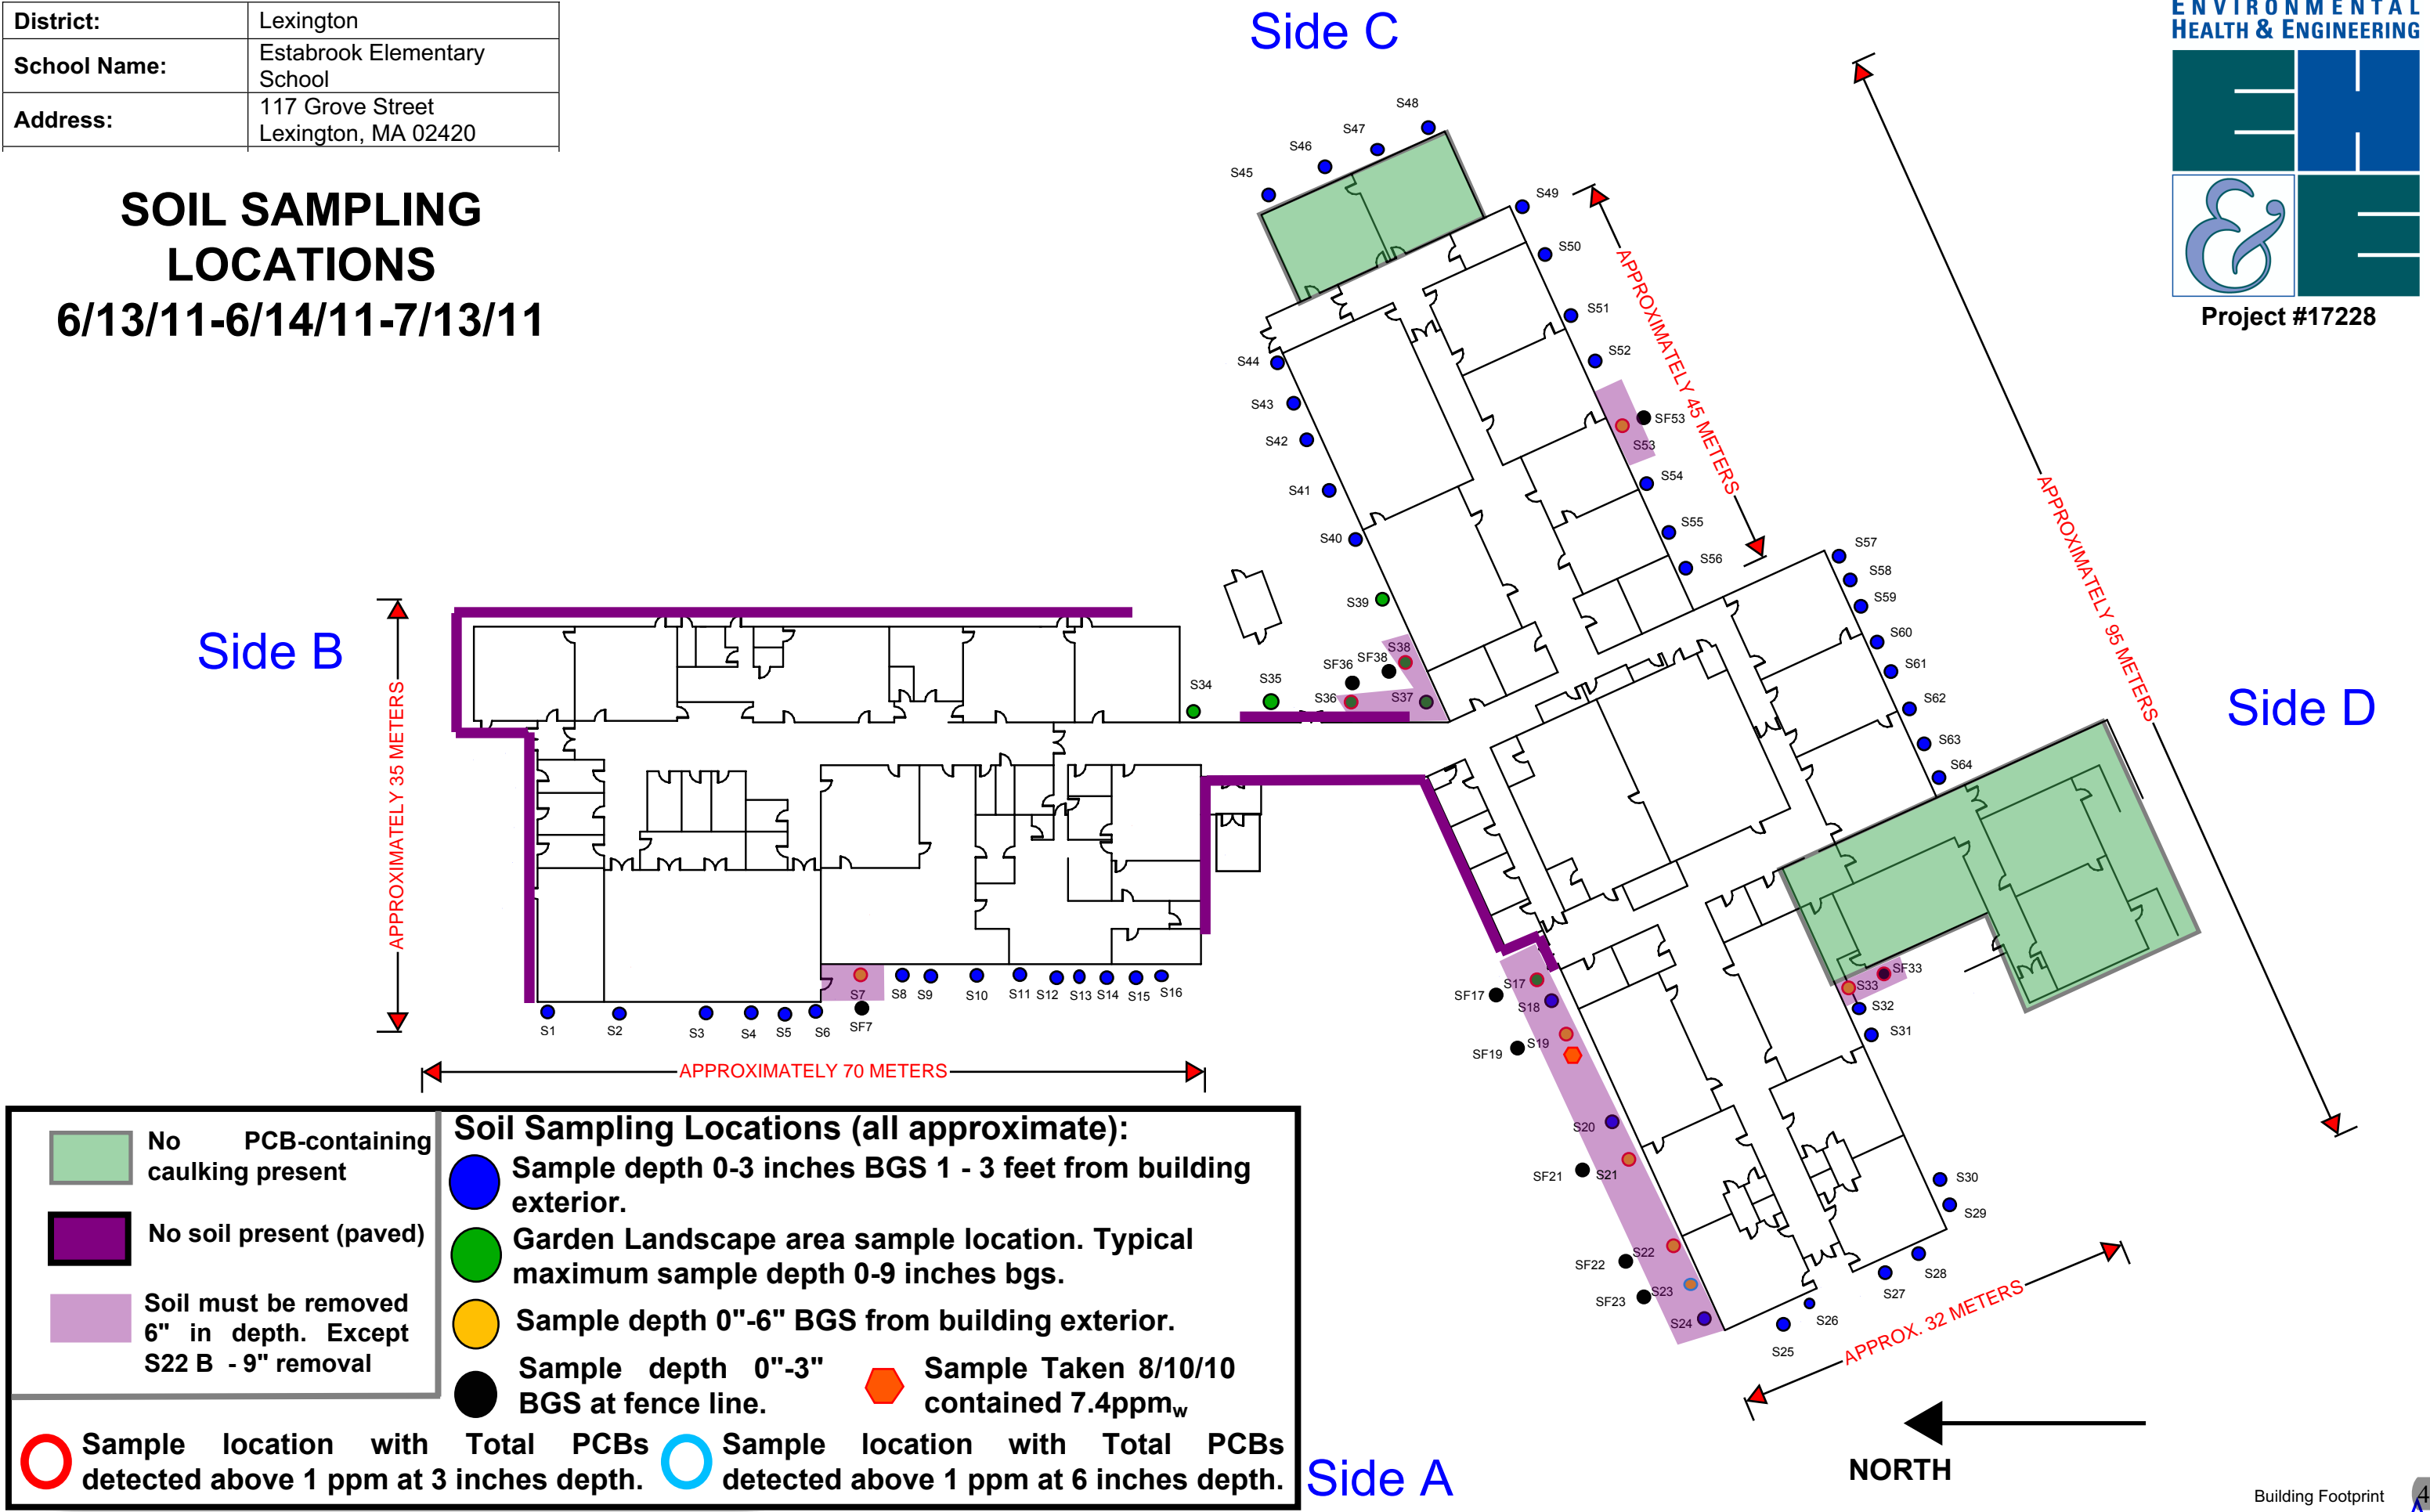 District: Lexington
School Name: Estabrook Elementary
School
Address: 117 Grove Street
Lexington, MA 02420
SOIL SAMPLING
LOCATIONS
6/13/11-6/14/11-7/13/11
Side C
ENVIRONMENTAL
HEALTH & ENGINEERING
EH
&E
Project #17228
S48
S47
S46
S45
S49
S50
S51
S52
S44
S43
SF53
S53
S42
S54
S41
S55
S40
S56
APPROXIMATELY 45 METERS
APPROXIMATELY 95 METERS
S57
S58
S59
S60
S61
S62
S63
S64
Side B
Side D
APPROXIMATELY 35 METERS
S39
S38
SF38
SF36
S34
S35
S36
S37
S1
S2
S3
S4
S5
S6
S7
SF7
S8
S9
S10
S11
S12
S13
S14
S15
S16
APPROXIMATELY 70 METERS
SF33
S33
S32
S31
S17
SF17
S18
S19
SF19
S20
SF21
S21
S22
SF22
S23
SF23
S24
S30
S29
S28
S27
S26
S25
APPROX. 32 METERS
NORTH
Side A
No PCB-containing
caulking present
No soil present (paved)
Soil must be removed
6" in depth. Except
S22 B - 9" removal
Soil Sampling Locations (all approximate):
Sample depth 0-3 inches BGS 1 - 3 feet from building
exterior.
Garden Landscape area sample location. Typical
maximum sample depth 0-9 inches bgs.
Sample depth 0"-6" BGS from building exterior.
Sample depth 0"-3"
BGS at fence line.
Sample Taken 8/10/10
contained 7.4ppmw
Sample location with Total PCBs
detected above 1 ppm at 3 inches depth.
Sample location with Total PCBs
detected above 1 ppm at 6 inches depth.
Building Footprint 4